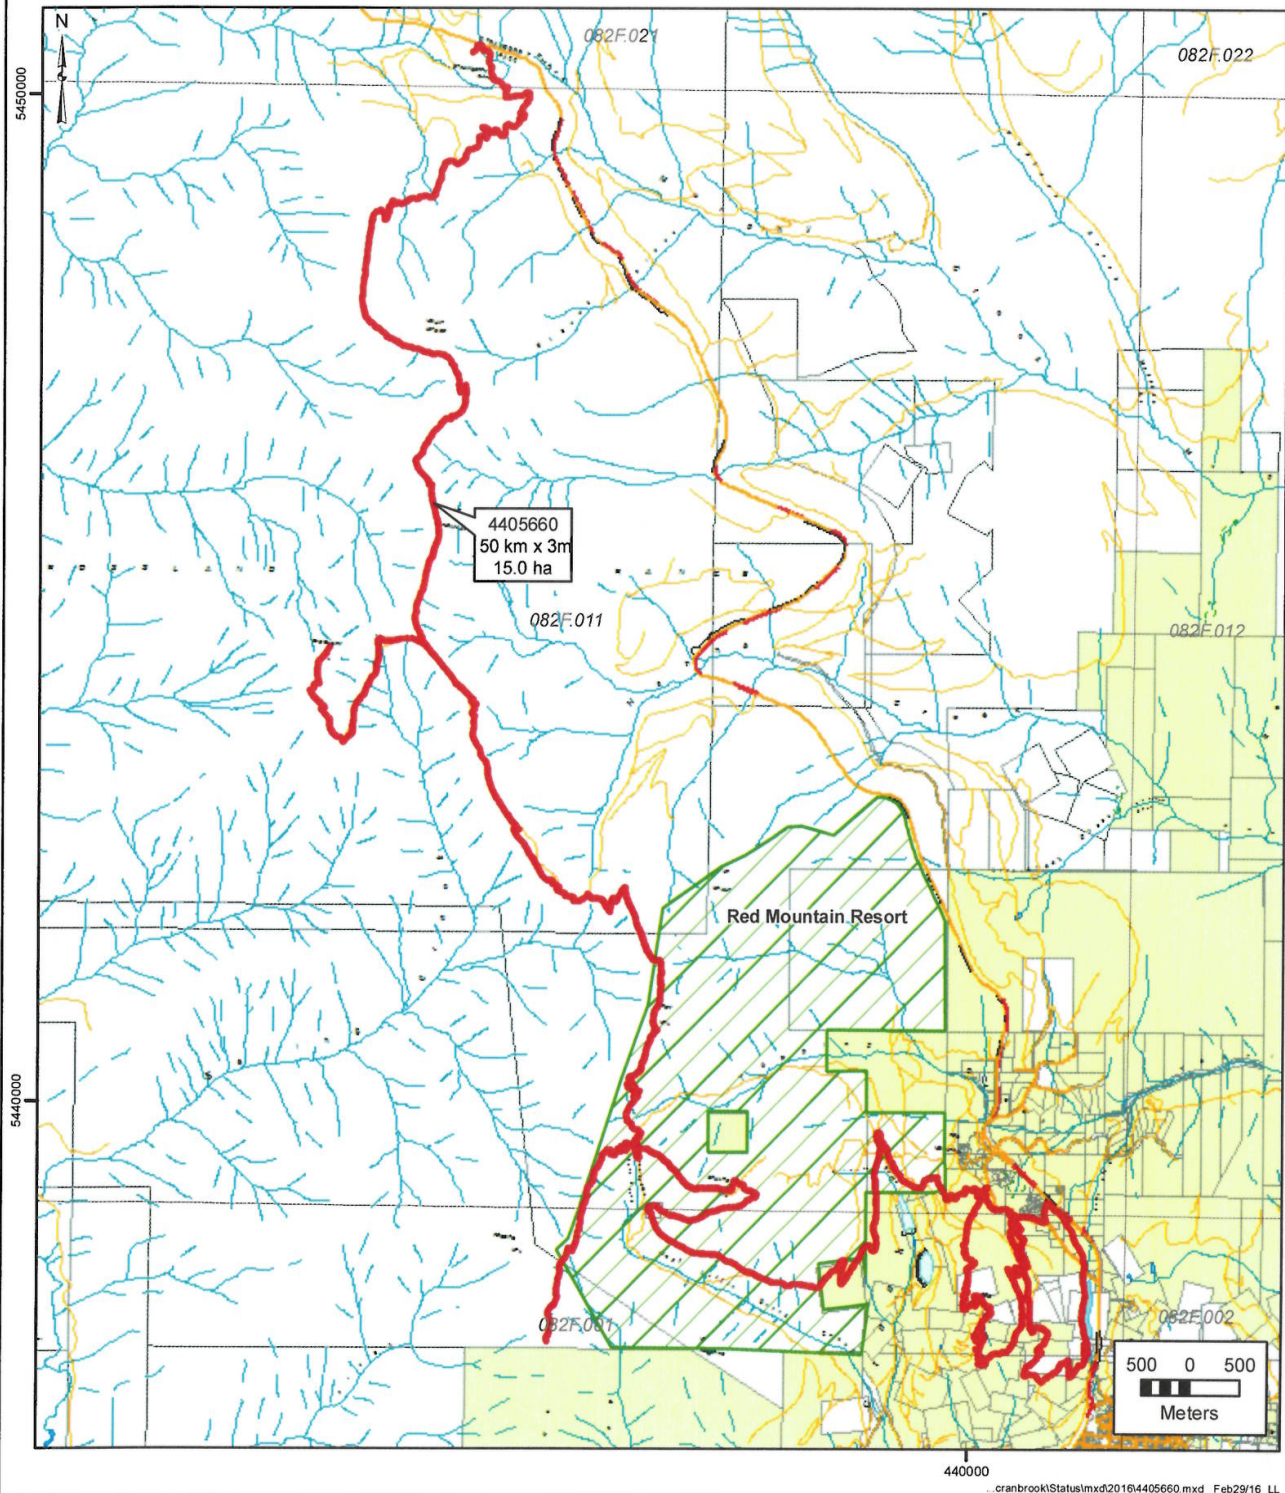 N
082F.021
082F.022
5450000
4405660
50 km x 3m
15.0 ha
082F.011
082F.012
Red Mountain Resort
5440000
082F.001
082F.002
500 0 500
Meters
440000
...cranbrook\Status\mxd\2016\4405660.mxd Feb29/16 LL